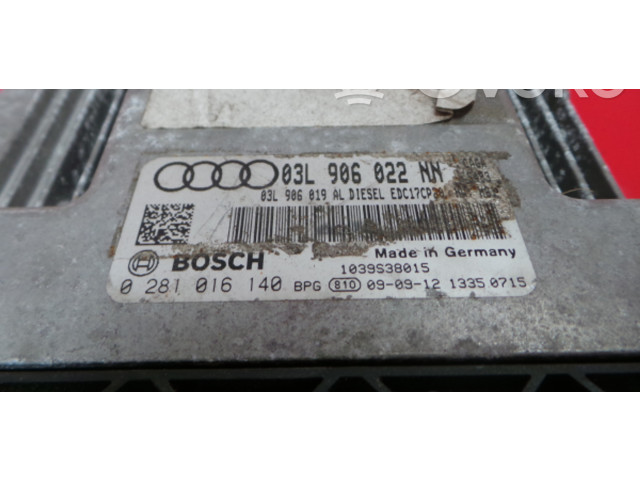 03L 906 022 NN
03L 906 019 AL DIESEL
BOSCH
Made in Germany
1039S38015
0 281 016 140 BPG 810 09-09-12 1335 0715